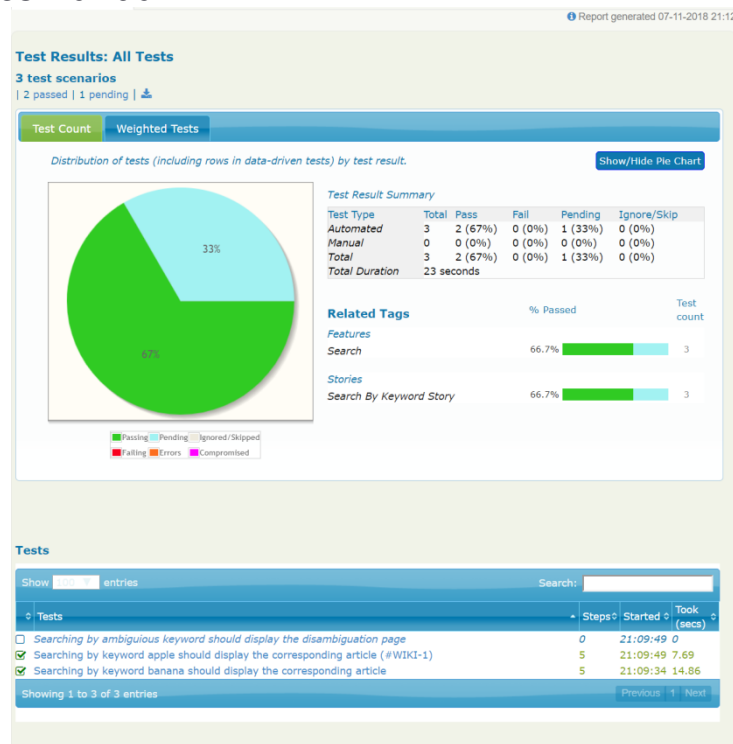 Report generated 07-11-2018 21:12
Test Results: All Tests
3 test scenarios
| 2 passed | 1 pending |
Test Count Weighted Tests
Distribution of tests (including rows in data-driven tests) by test result.
Show/Hide Pie Chart
33%
67%
Passing Pending Ignored/Skipped
Failing Errors Compromised
Test Result Summary
Test Type Total Pass Fail Pending Ignore/Skip
Automated 3 2 (67%) 0 (0%) 1 (33%) 0 (0%)
Manual 0 0 (0%) 0 (0%) 0 (0%) 0 (0%)
Total 3 2 (67%) 0 (0%) 1 (33%) 0 (0%)
Total Duration 23 seconds
Related Tags % Passed Test count
Features
Search 66.7% 3
Stories
Search By Keyword Story 66.7% 3
Tests
Show 100 entries Search:
Tests Steps Started Took (secs)
Searching by ambiguious keyword should display the disambiguation page 0 21:09:49 0
Searching by keyword apple should display the corresponding article (#WIKI-1) 5 21:09:49 7.69
Searching by keyword banana should display the corresponding article 5 21:09:34 14.86
Showing 1 to 3 of 3 entries Previous 1 Next